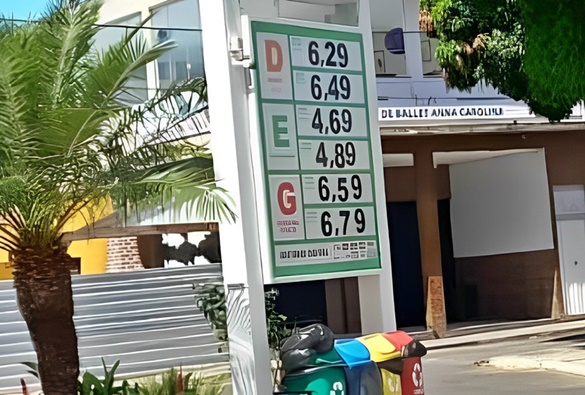 D
6,29
6,49
E
4,69
4,89
G
6,59
6,79
DE BALLET ANNA CAROLINA